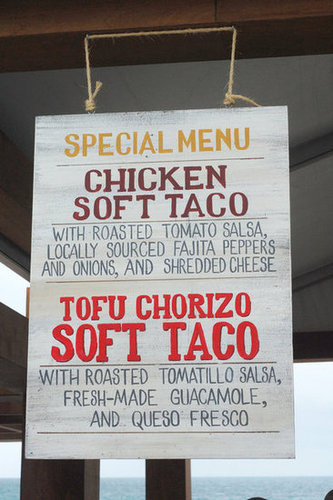 SPECIAL MENU
CHICKEN
SOFT TACO
WITH ROASTED TOMATO SALSA,
LOCALLY SOURCED FAJITA PEPPERS
AND ONIONS, AND SHREDDED CHEESE
TOFU CHORIZO
SOFT TACO
WITH ROASTED TOMATILLO SALSA,
FRESH-MADE GUACAMOLE,
AND QUESO FRESCO